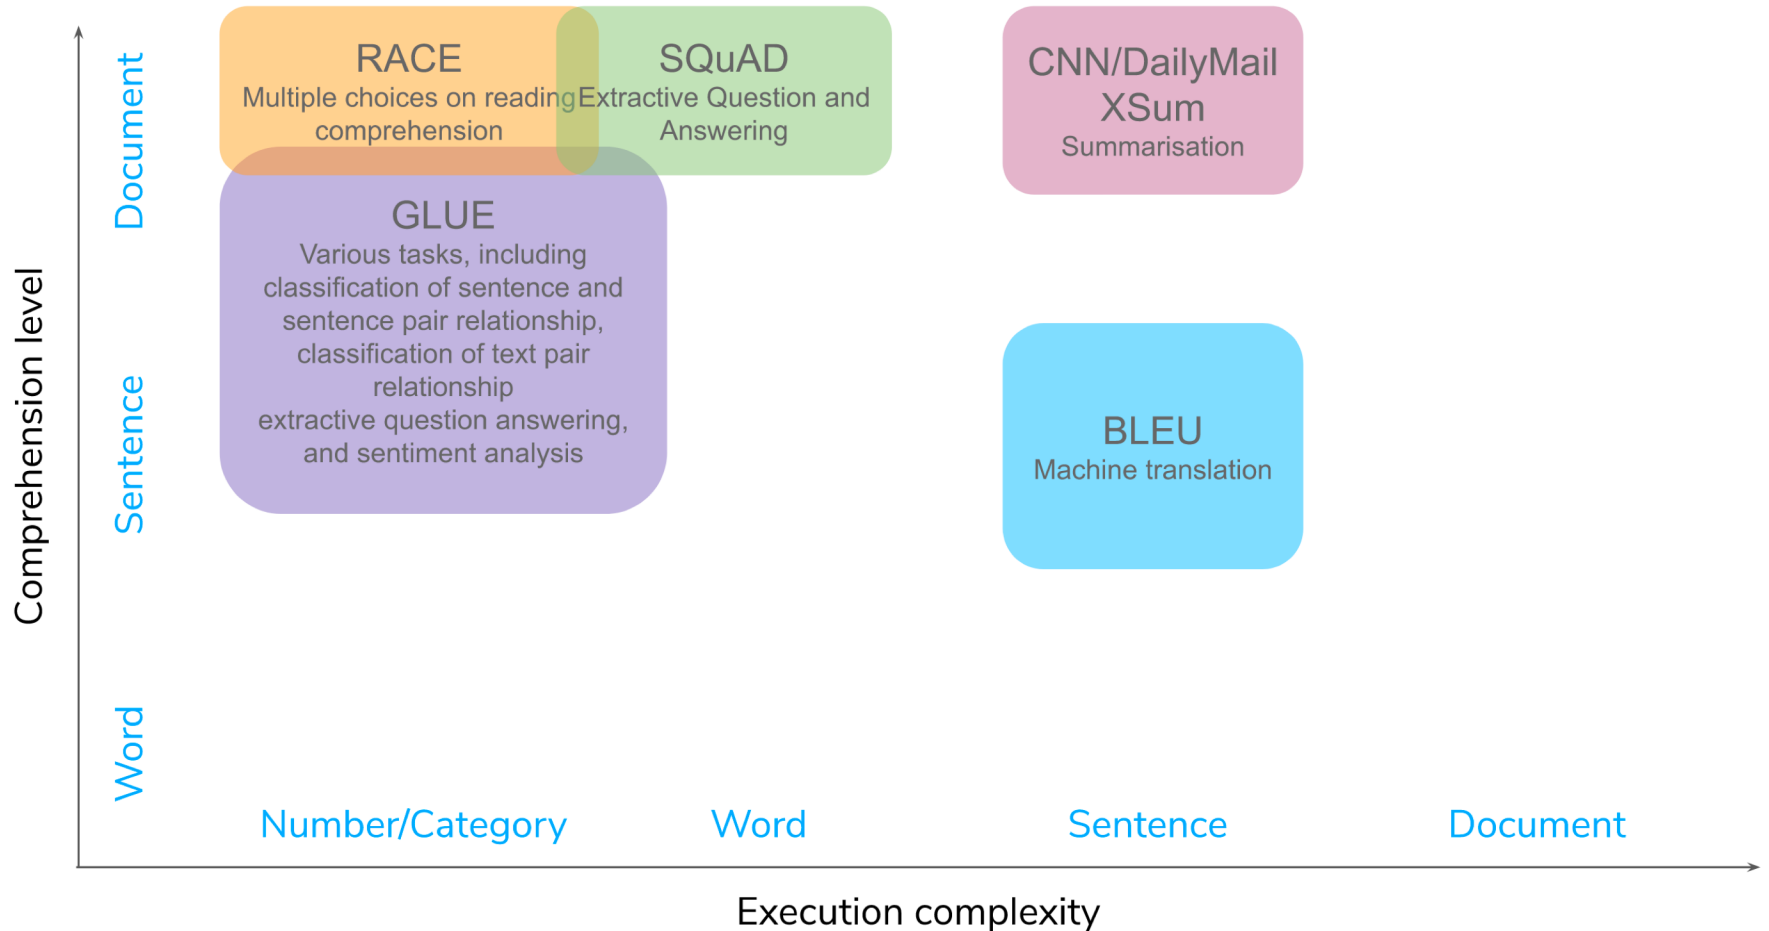 RACE
Multiple choices on reading
comprehension
SQuAD
Extractive Question and
Answering
CNN/DailyMail
XSum
Summarisation
GLUE
Various tasks, including
classification of sentence and
sentence pair relationship,
classification of text pair
relationship
extractive question answering,
and sentiment analysis
BLEU
Machine translation
Comprehension level
Document
Sentence
Word
Number/Category
Word
Sentence
Document
Execution complexity